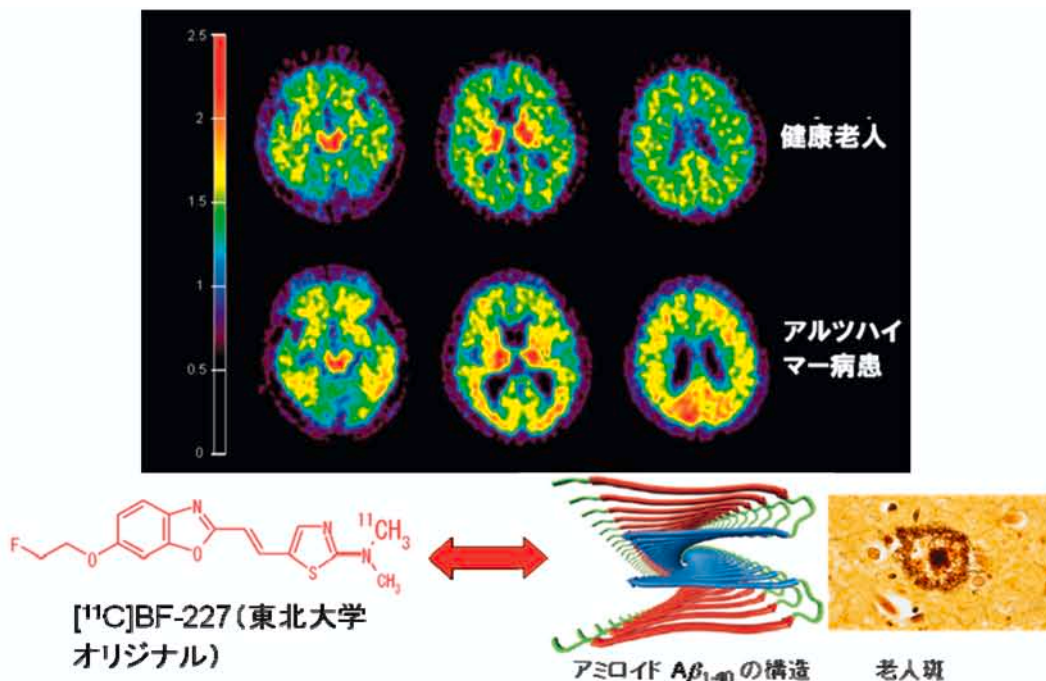 2.5
2
1.5
1
0.5
0
健康老人
アルツハイ
マー病患
F
O
N
O
N
S
N
¹¹CH₃
CH₃
[¹¹C]BF-227(東北大学
オリジナル)
アミロイド Aβ₁₋₄₀ の構造
老人斑